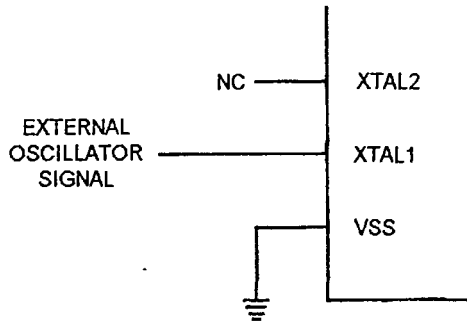 NC
XTAL2
EXTERNAL
OSCILLATOR
SIGNAL
XTAL1
VSS